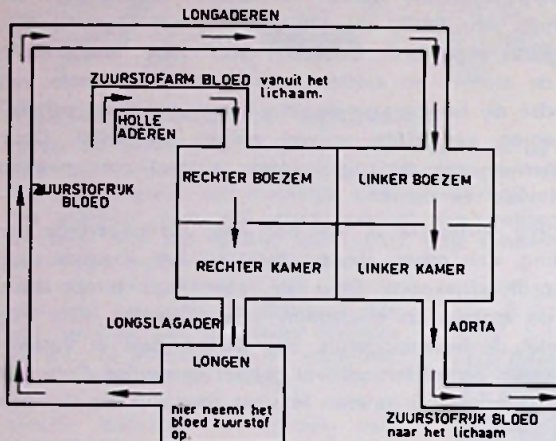 LONGADEREN
ZUURSTOFARM BLOED vanuit het
lichaam.
HOLLE
ADEREN
ZUURSTOFRIJK
BLOED
RECHTER BOEZEM
LINKER BOEZEM
RECHTER KAMER
LINKER KAMER
LONGSLAGADER
AORTA
LONGEN
hier neemt het
bloed zuurstof
op.
ZUURSTOFRIJK BLOED
naar het lichaam